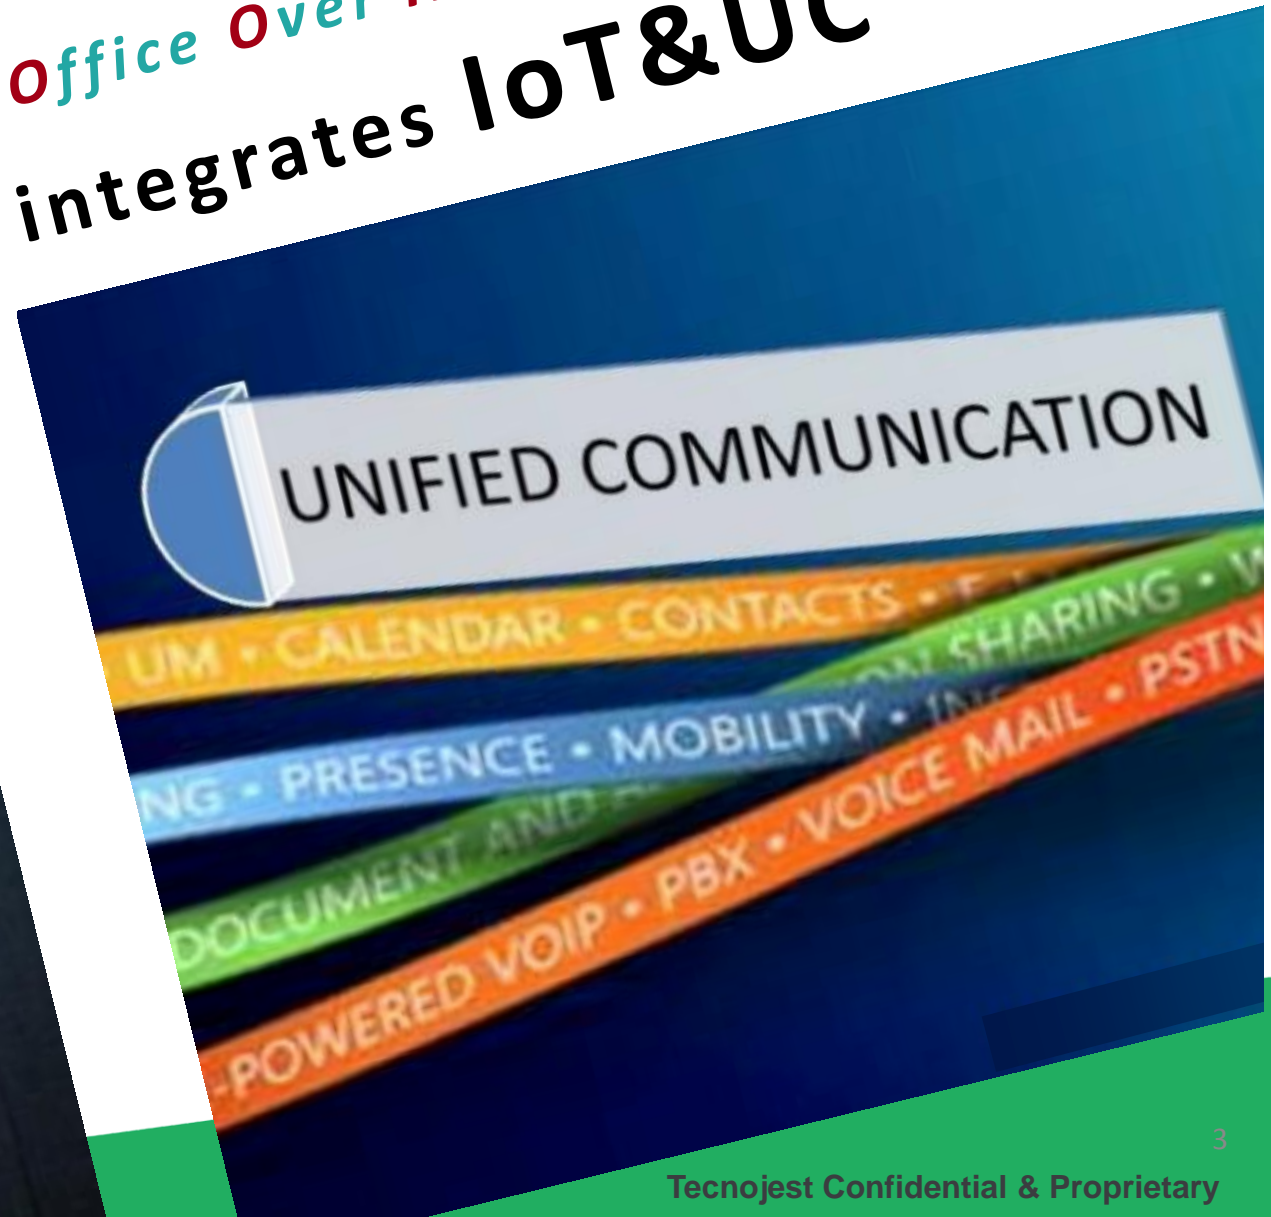 Office Over
integrates IoT&UC
UNIFIED COMMUNICATION
UM • CALENDAR • CONTACTS •
SHARING •
PSTN
NG • PRESENCE • MOBILITY •
DOCUMENT AND
-POWERED VOIP • PBX • VOICE MAIL •
3
Tecnojest Confidential & Proprietary